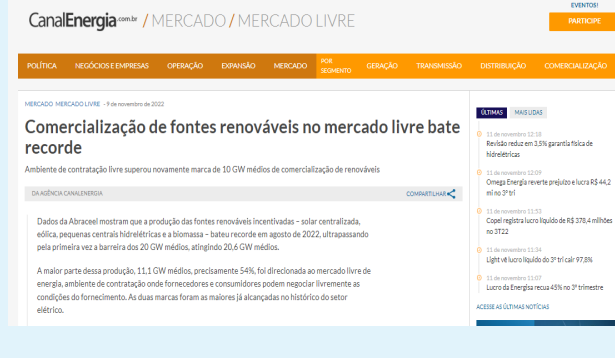 EVENTOS!
CanalEnergia.com.br / MERCADO / MERCADO LIVRE
PARTICIPE
POLÍTICA NEGÓCIOS E EMPRESAS OPERAÇÃO EXPANSÃO MERCADO POR SEGMENTO GERAÇÃO TRANSMISSÃO DISTRIBUIÇÃO COMERCIALIZAÇÃO
MERCADO MERCADO LIVRE - 9 de novembro de 2022
Comercialização de fontes renováveis no mercado livre bate
recorde
Ambiente de contratação livre superou novamente marca de 10 GW médios de comercialização de renováveis
DA AGÊNCIA CANALENERGIA COMPARTILHAR
Dados da Abraceel mostram que a produção das fontes renováveis incentivadas – solar centralizada,
eólica, pequenas centrais hidrelétricas e a biomassa – bateu recorde em agosto de 2022, ultrapassando
pela primeira vez a barreira dos 20 GW médios, atingindo 20,6 GW médios.
A maior parte dessa produção, 11,1 GW médios, precisamente 54%, foi direcionada ao mercado livre de
energia, ambiente de contratação onde fornecedores e consumidores podem negociar livremente as
condições do fornecimento. As duas marcas foram as maiores já alcançadas no histórico do setor
elétrico.
ÚLTIMAS MAIS LIDAS
11 de novembro 12:18
Revisão reduz em 3,5% garantia física de
hidrelétricas
11 de novembro 12:09
Omega Energia reverte prejuízo e lucra R$ 44,2
mi no 3º tri
11 de novembro 11:53
Copel registra lucro líquido de R$ 378,4 milhões
no 3T22
11 de novembro 11:34
Light vê lucro líquido do 3º tri cair 97,8%
11 de novembro 11:07
Lucro da Energisa recua 45% no 3º trimestre
ACESSE AS ÚLTIMAS NOTÍCIAS